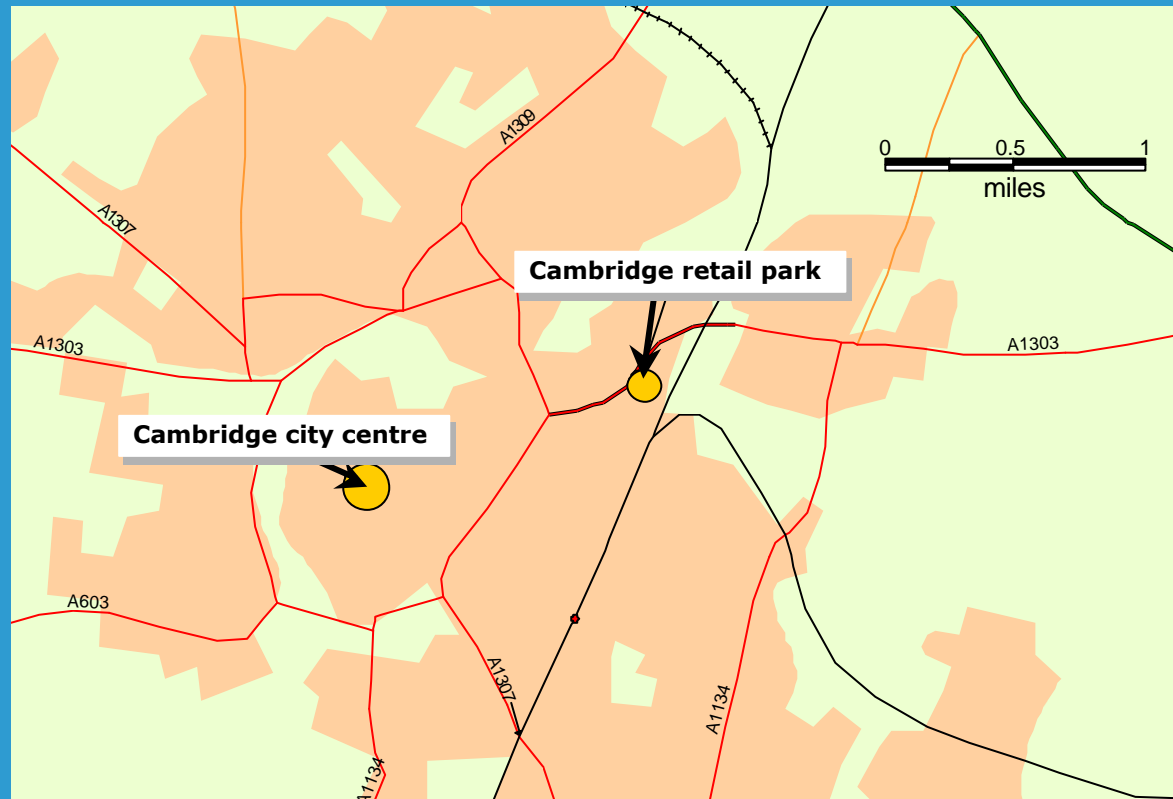 A1309
0 0.5 1
miles
A1307
Cambridge retail park
A1303
A1303
Cambridge city centre
A603
A1307
A1134
A1134